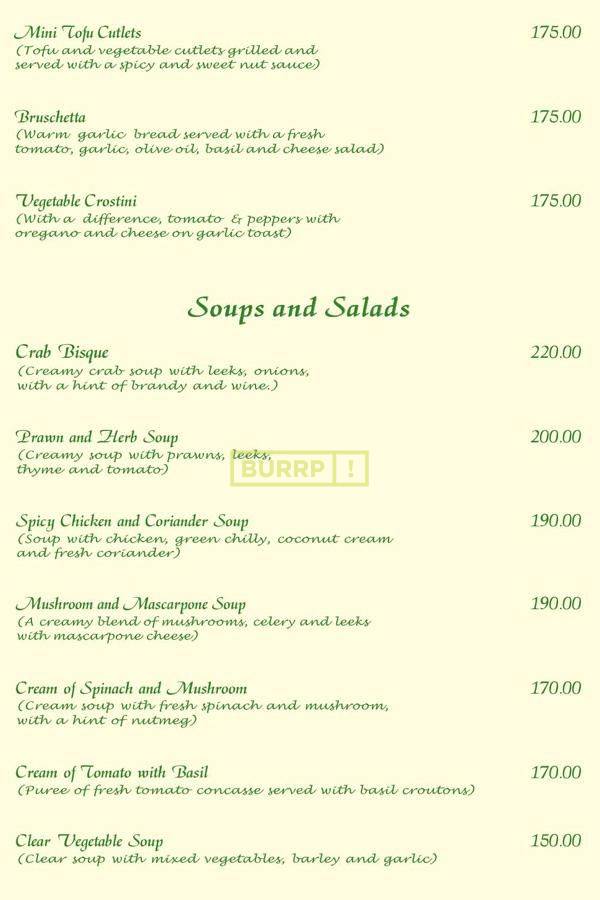 Mini Tofu Cutlets 175.00
(Tofu and vegetable cutlets grilled and
served with a spicy and sweet nut sauce)
Bruschetta 175.00
(Warm garlic bread served with a fresh
tomato, garlic, olive oil, basil and cheese salad)
Vegetable Crostini 175.00
(With a difference, tomato & peppers with
oregano and cheese on garlic toast)
Soups and Salads
Crab Bisque 220.00
(Creamy crab soup with leeks, onions,
with a hint of brandy and wine.)
Prawn and Herb Soup 200.00
(Creamy soup with prawns, leeks,
thyme and tomato)
BURRP !
Spicy Chicken and Coriander Soup 190.00
(Soup with chicken, green chilly, coconut cream
and fresh coriander)
Mushroom and Mascarpone Soup 190.00
(A creamy blend of mushrooms, celery and leeks
with mascarpone cheese)
Cream of Spinach and Mushroom 170.00
(Cream soup with fresh spinach and mushroom,
with a hint of nutmeg)
Cream of Tomato with Basil 170.00
(Puree of fresh tomato concasse served with basil croutons)
Clear Vegetable Soup 150.00
(Clear soup with mixed vegetables, barley and garlic)